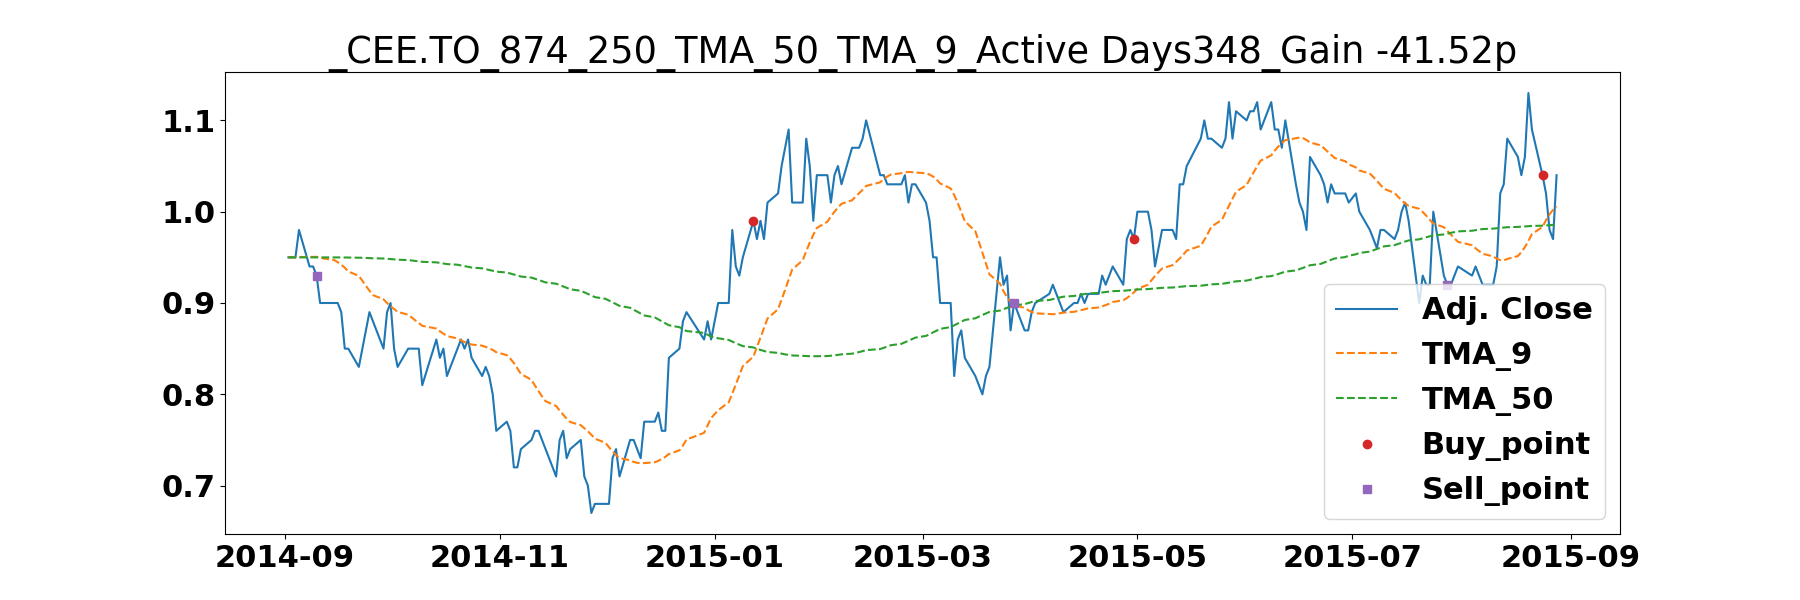 _CEE.TO_874_250_TMA_50_TMA_9_Active Days348_Gain -41.52p
1.1
1.0
0.9
0.8
0.7
Adj. Close
TMA_9
TMA_50
Buy_point
Sell_point
2014-09 2014-11 2015-01 2015-03 2015-05 2015-07 2015-09